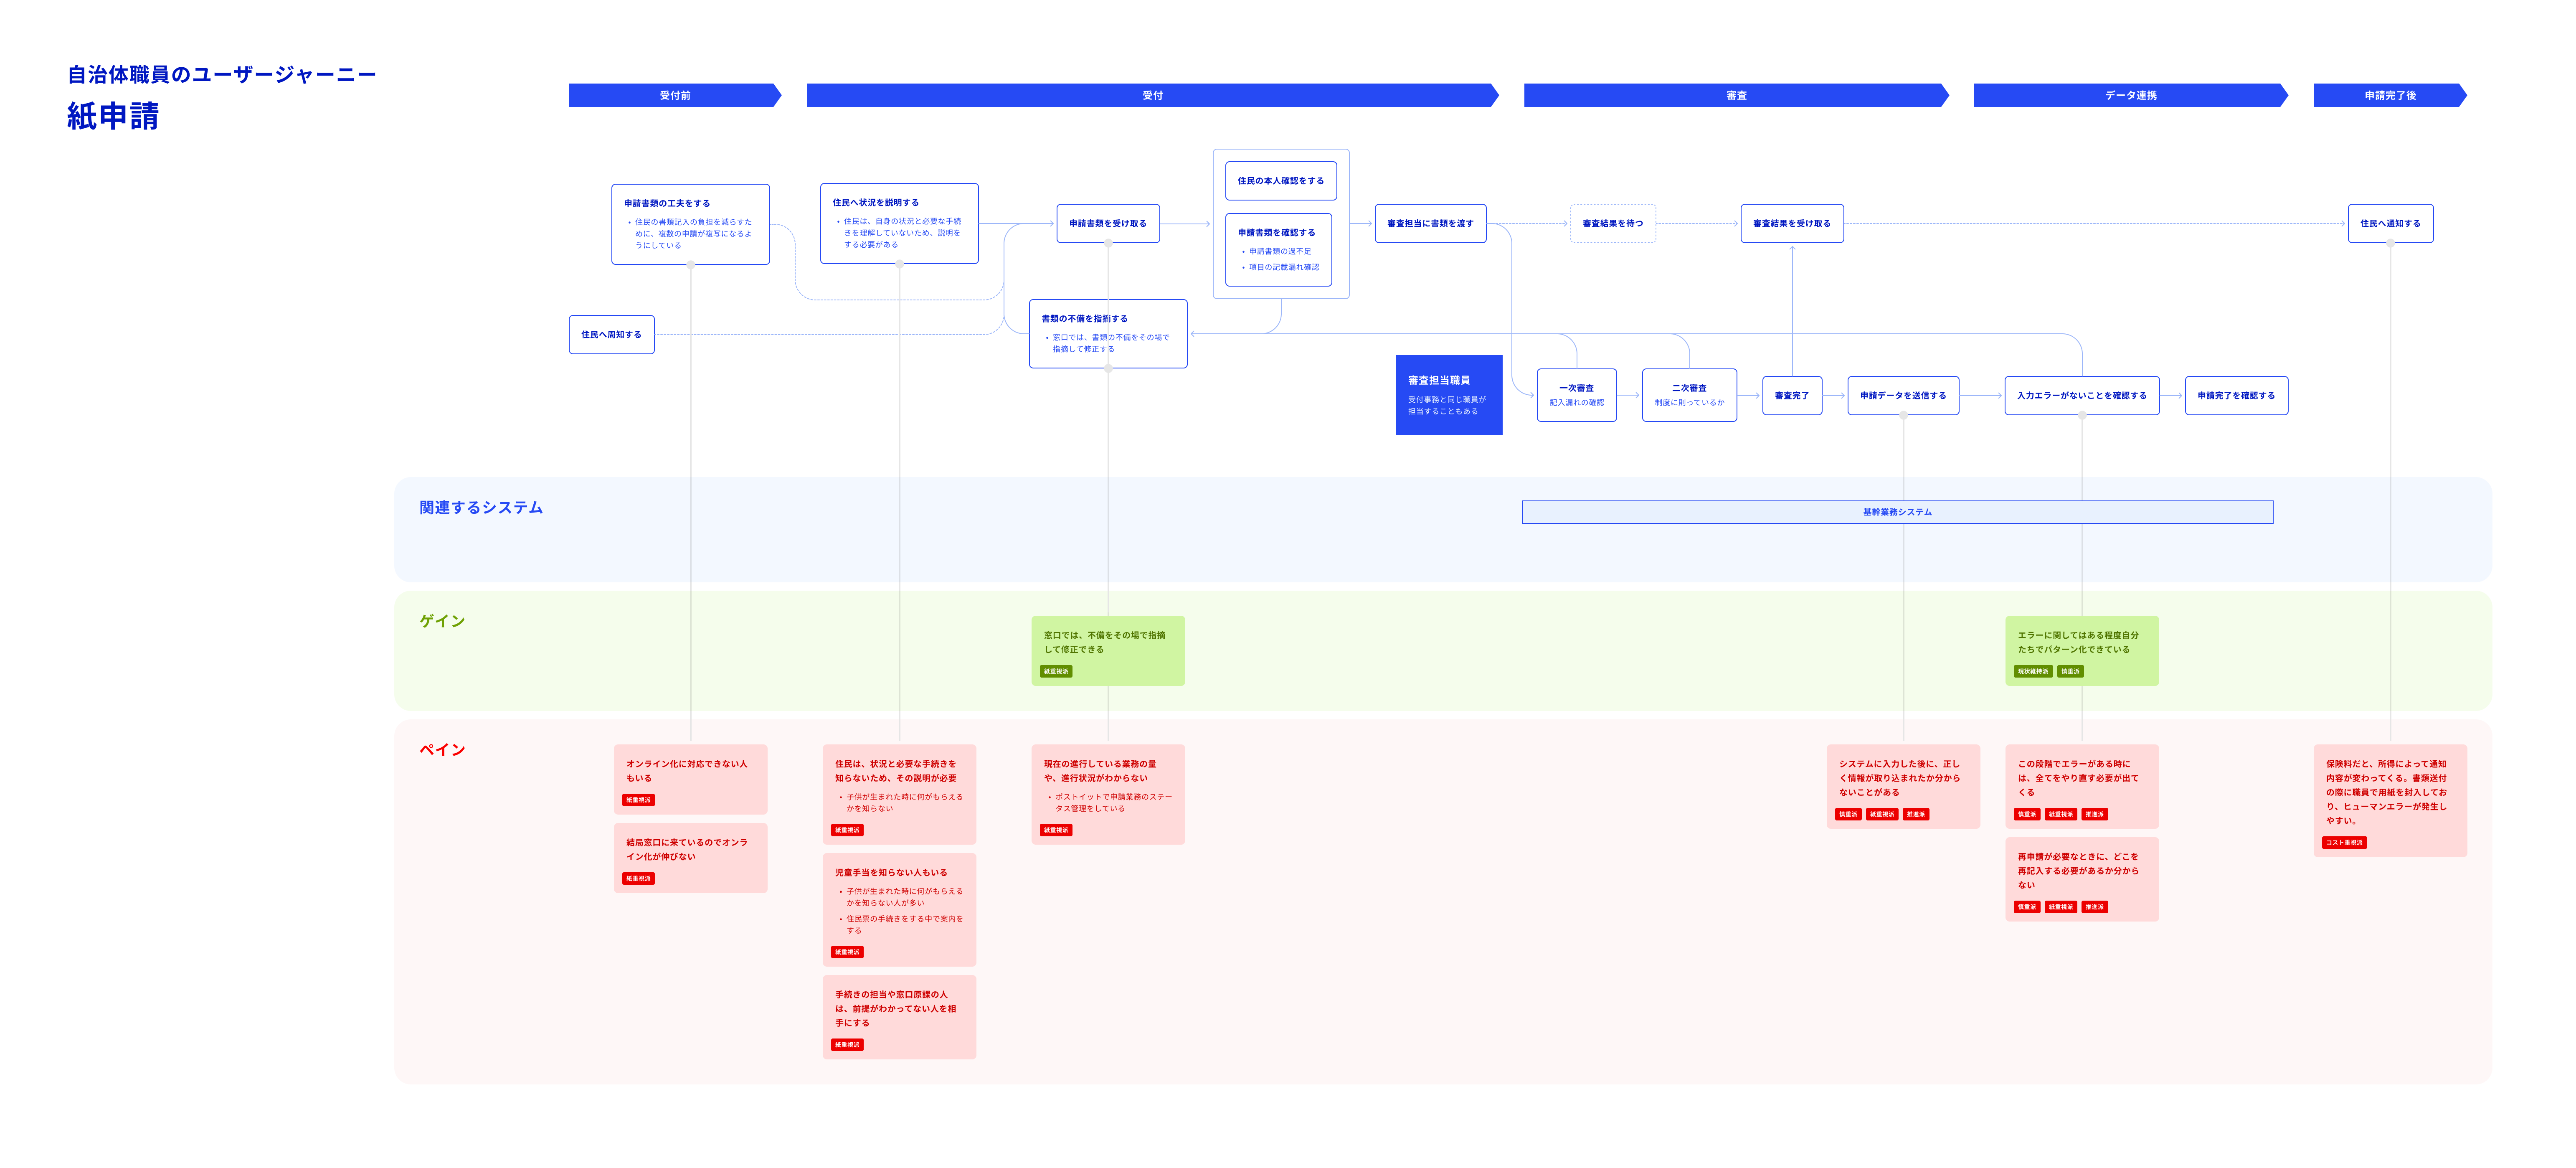 自治体職員のユーザージャーニー
紙申請
受付前
受付
審査
データ連携
申請完了後
申請書類の工夫をする
• 住民の書類記入の負担を減らすた
めに、複数の申請が複写になるよ
うにしている
住民へ周知する
住民へ状況を説明する
• 住民は、自身の状況と必要な手続
きを理解していないため、説明を
する必要がある
申請書類を受け取る
書類の不備を指摘する
• 窓口では、書類の不備をその場で
指摘して修正する
住民の本人確認をする
申請書類を確認する
• 申請書類の過不足
• 項目の記載漏れ確認
審査担当に書類を渡す
審査結果を待つ
審査結果を受け取る
住民へ通知する
審査担当職員
受付事務と同じ職員が
担当することもある
一次審査
記入漏れの確認
二次審査
制度に則っているか
審査完了
申請データを送信する
入力エラーがないことを確認する
申請完了を確認する
関連するシステム
基幹業務システム
ゲイン
窓口では、不備をその場で指摘
して修正できる
紙重視派
エラーに関してはある程度自分
たちでパターン化できている
現状維持派 慎重派
ペイン
オンライン化に対応できない人
もいる
紙重視派
結局窓口に来ているのでオンラ
イン化が伸びない
紙重視派
住民は、状況と必要な手続きを
知らないため、その説明が必要
• 子供が生まれた時に何がもらえる
かを知らない
紙重視派
児童手当を知らない人もいる
• 子供が生まれた時に何がもらえる
かを知らない人が多い
• 住民票の手続きをする中で案内を
する
紙重視派
手続きの担当や窓口原課の人
は、前提がわかってない人を相
手にする
紙重視派
現在の進行している業務の量
や、進行状況がわからない
• ポストイットで申請業務のステー
タス管理をしている
紙重視派
システムに入力した後に、正し
く情報が取り込まれたか分から
ないことがある
慎重派 紙重視派 推進派
この段階でエラーがある時に
は、全てをやり直す必要が出て
くる
慎重派 紙重視派 推進派
再申請が必要なときに、どこを
再記入する必要があるか分から
ない
慎重派 紙重視派 推進派
保険料だと、所得によって通知
内容が変わってくる。書類送付
の際に職員で用紙を封入してお
り、ヒューマンエラーが発生し
やすい。
コスト重視派